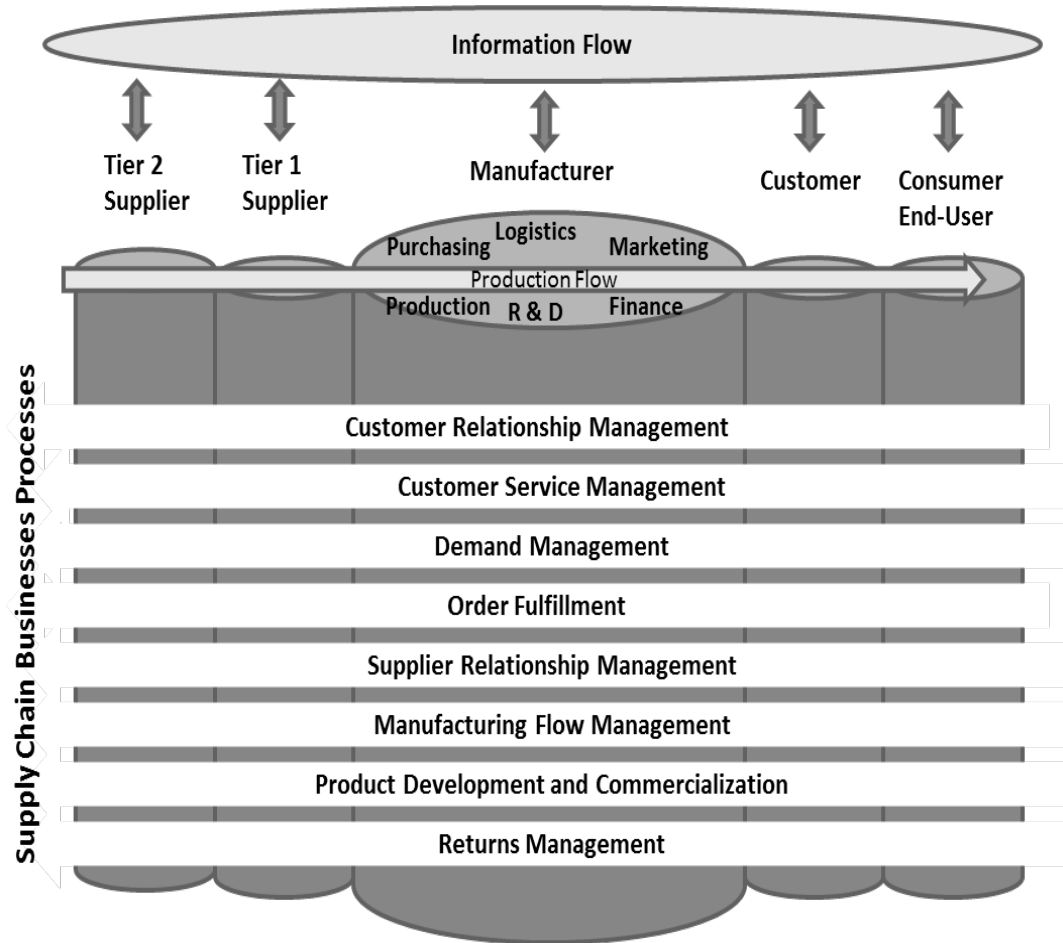 Information Flow
Tier 2
Supplier
Tier 1
Supplier
Manufacturer
Customer
Consumer
End-User
Purchasing
Logistics
Marketing
Production Flow
Production
R & D
Finance
Supply Chain Businesses Processes
Customer Relationship Management
Customer Service Management
Demand Management
Order Fulfillment
Supplier Relationship Management
Manufacturing Flow Management
Product Development and Commercialization
Returns Management